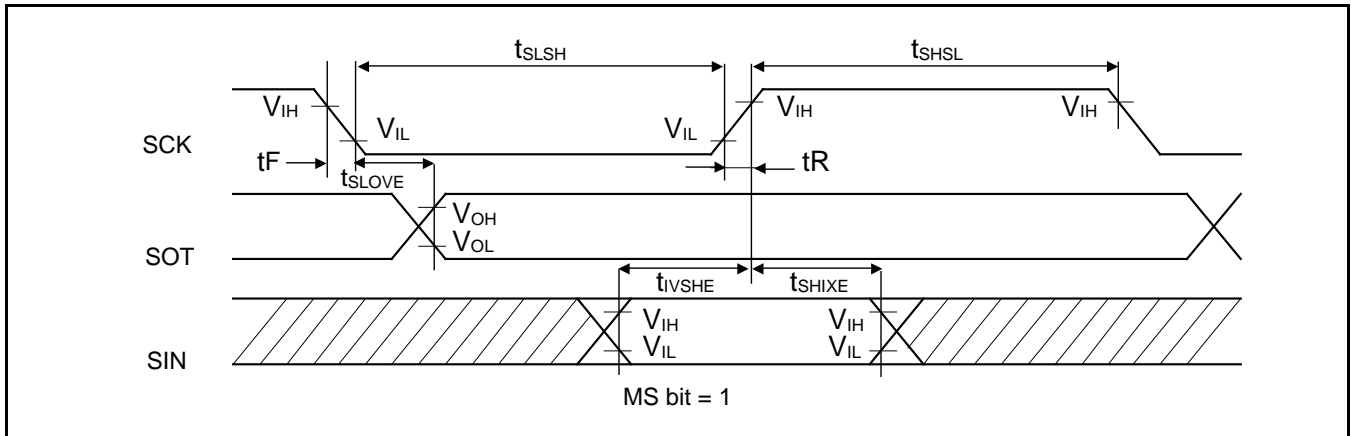 tSLSH
tSHSL
VIH
VIH
VIH
SCK
VIL
VIL
tF
tR
tSLOVE
VOH
SOT
VOL
tIVSHE
tSHIXE
VIH
VIH
VIL
VIL
SIN
MS bit = 1